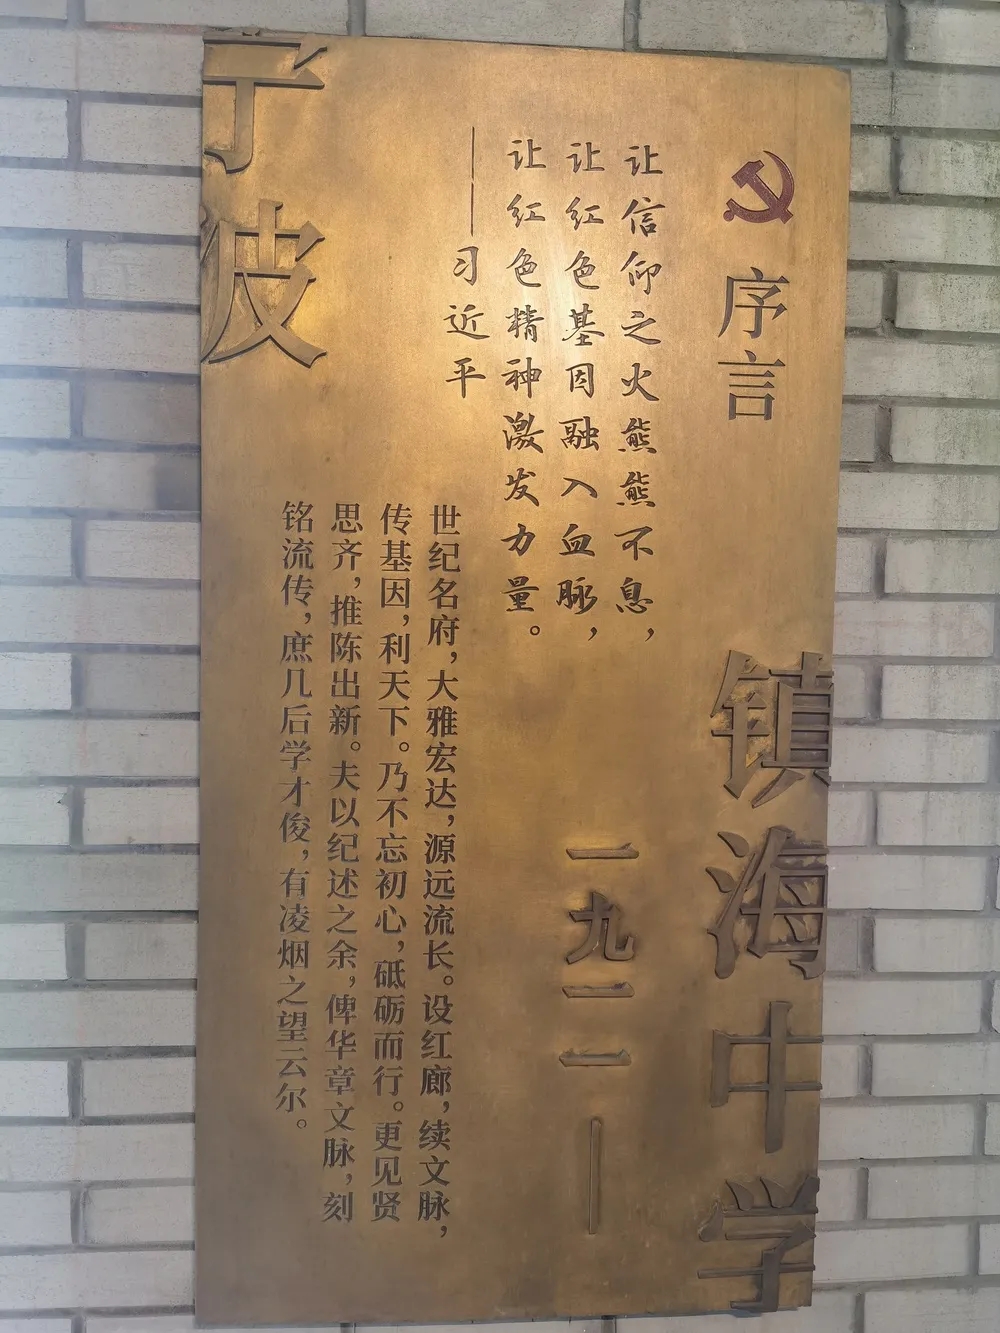 序言
镇海中学
让信仰之火熊熊不息，
让红色基因融入血脉，
让红色精神激发力量。
——习近平
一九二一——
世纪名府，大雅宏达，源远流长。设红廊，续文脉，
传基因，利天下。乃不忘初心，砥砺而行。更见贤
思齐，推陈出新。夫以纪述之余，俾华章文脉，刻
铭流传，庶几后学才俊，有凌烟之望云尔。
宁波